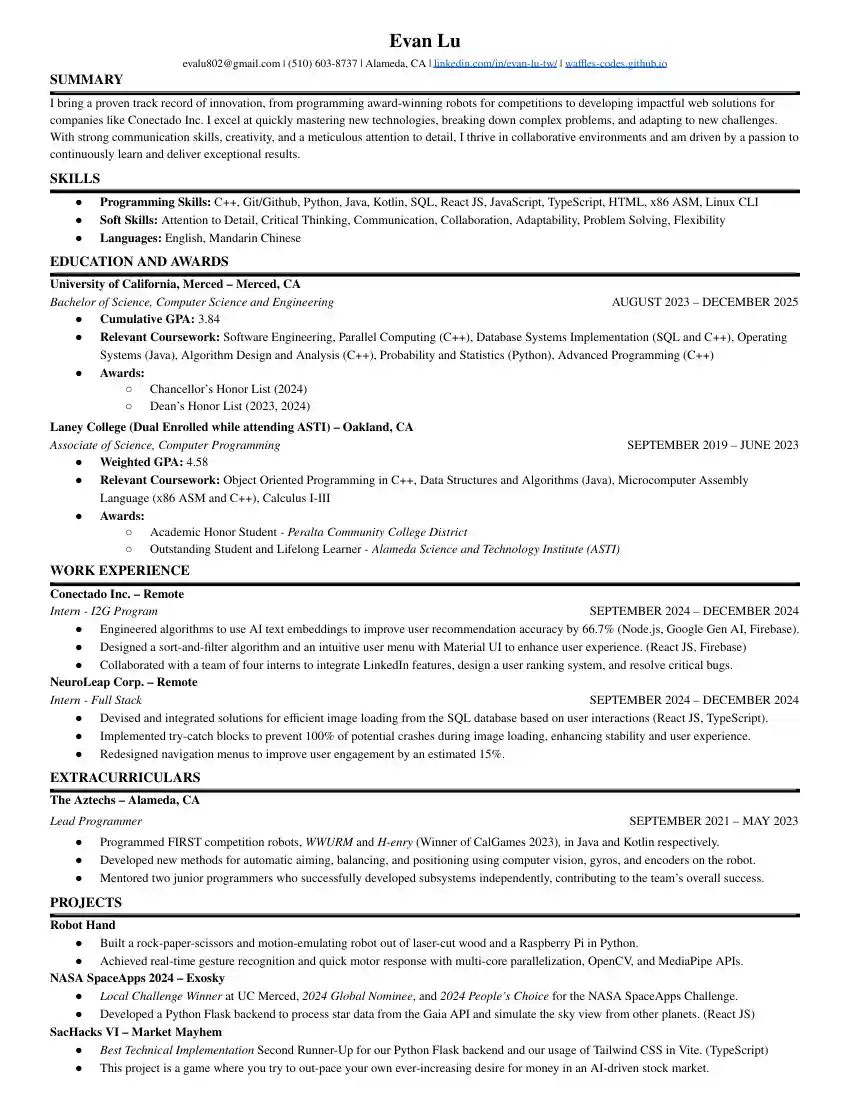 Evan Lu
evalu802@gmail.com | (510) 603-8737 | Alameda, CA | linkedin.com/in/evan-lu-tw/ | waffles-codes.github.io
SUMMARY
I bring a proven track record of innovation, from programming award-winning robots for competitions to developing impactful web solutions for
companies like Conectado Inc. I excel at quickly mastering new technologies, breaking down complex problems, and adapting to new challenges.
With strong communication skills, creativity, and a meticulous attention to detail, I thrive in collaborative environments and am driven by a passion to
continuously learn and deliver exceptional results.
SKILLS
● Programming Skills: C++, Git/Github, Python, Java, Kotlin, SQL, React JS, JavaScript, TypeScript, HTML, x86 ASM, Linux CLI
● Soft Skills: Attention to Detail, Critical Thinking, Communication, Collaboration, Adaptability, Problem Solving, Flexibility
● Languages: English, Mandarin Chinese
EDUCATION AND AWARDS
University of California, Merced – Merced, CA
Bachelor of Science, Computer Science and Engineering AUGUST 2023 – DECEMBER 2025
● Cumulative GPA: 3.84
● Relevant Coursework: Software Engineering, Parallel Computing (C++), Database Systems Implementation (SQL and C++), Operating
Systems (Java), Algorithm Design and Analysis (C++), Probability and Statistics (Python), Advanced Programming (C++)
● Awards:
○ Chancellor’s Honor List (2024)
○ Dean’s Honor List (2023, 2024)
Laney College (Dual Enrolled while attending ASTI) – Oakland, CA
Associate of Science, Computer Programming SEPTEMBER 2019 – JUNE 2023
● Weighted GPA: 4.58
● Relevant Coursework: Object Oriented Programming in C++, Data Structures and Algorithms (Java), Microcomputer Assembly
Language (x86 ASM and C++), Calculus I-III
● Awards:
○ Academic Honor Student - Peralta Community College District
○ Outstanding Student and Lifelong Learner - Alameda Science and Technology Institute (ASTI)
WORK EXPERIENCE
Conectado Inc. – Remote
Intern - I2G Program SEPTEMBER 2024 – DECEMBER 2024
● Engineered algorithms to use AI text embeddings to improve user recommendation accuracy by 66.7% (Node.js, Google Gen AI, Firebase).
● Designed a sort-and-filter algorithm and an intuitive user menu with Material UI to enhance user experience. (React JS, Firebase)
● Collaborated with a team of four interns to integrate LinkedIn features, design a user ranking system, and resolve critical bugs.
NeuroLeap Corp. – Remote
Intern - Full Stack SEPTEMBER 2024 – DECEMBER 2024
● Devised and integrated solutions for efficient image loading from the SQL database based on user interactions (React JS, TypeScript).
● Implemented try-catch blocks to prevent 100% of potential crashes during image loading, enhancing stability and user experience.
● Redesigned navigation menus to improve user engagement by an estimated 15%.
EXTRACURRICULARS
The Aztechs – Alameda, CA
Lead Programmer SEPTEMBER 2021 – MAY 2023
● Programmed FIRST competition robots, WWURM and H-enry (Winner of CalGames 2023), in Java and Kotlin respectively.
● Developed new methods for automatic aiming, balancing, and positioning using computer vision, gyros, and encoders on the robot.
● Mentored two junior programmers who successfully developed subsystems independently, contributing to the team’s overall success.
PROJECTS
Robot Hand
● Built a rock-paper-scissors and motion-emulating robot out of laser-cut wood and a Raspberry Pi in Python.
● Achieved real-time gesture recognition and quick motor response with multi-core parallelization, OpenCV, and MediaPipe APIs.
NASA SpaceApps 2024 – Exosky
● Local Challenge Winner at UC Merced, 2024 Global Nominee, and 2024 People’s Choice for the NASA SpaceApps Challenge.
● Developed a Python Flask backend to process star data from the Gaia API and simulate the sky view from other planets. (React JS)
SacHacks VI – Market Mayhem
● Best Technical Implementation Second Runner-Up for our Python Flask backend and our usage of Tailwind CSS in Vite. (TypeScript)
● This project is a game where you try to out-pace your own ever-increasing desire for money in an AI-driven stock market.